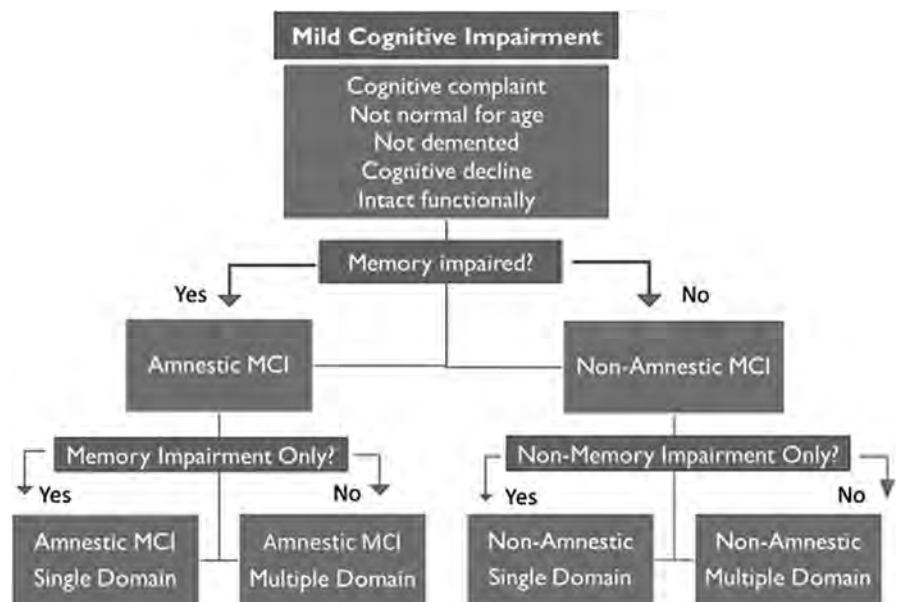 Mild Cognitive Impairment
Cognitive complaint
Not normal for age
Not demented
Cognitive decline
Intact functionally
Memory impaired?
Yes
No
Amnestic MCI
Non-Amnestic MCI
Memory Impairment Only?
Non-Memory Impairment Only?
Yes
No
Yes
No
Amnestic MCI
Single Domain
Amnestic MCI
Multiple Domain
Non-Amnestic
Single Domain
Non-Amnestic
Multiple Domain